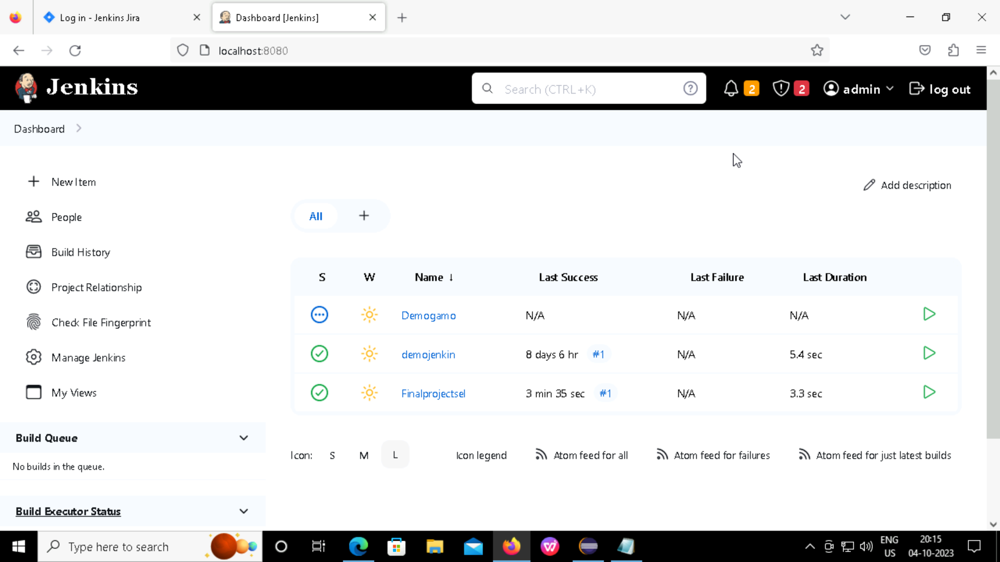 Log in - Jenkins Jira
Dashboard [Jenkins]
localhost:8080
Jenkins
Search (CTRL+K)
2
2
admin
log out
Dashboard
New Item
People
Build History
Project Relationship
Check File Fingerprint
Manage Jenkins
My Views
Build Queue
No builds in the queue.
Build Executor Status
Add description
All
S W Name ↓ Last Success Last Failure Last Duration
Demogamo N/A N/A N/A
demojenkin 8 days 6 hr #1 N/A 5.4 sec
Finalprojectsel 3 min 35 sec #1 N/A 3.3 sec
Icon: S M L Icon legend Atom feed for all Atom feed for failures Atom feed for just latest builds
Type here to search
ENG
US
20:15
04-10-2023